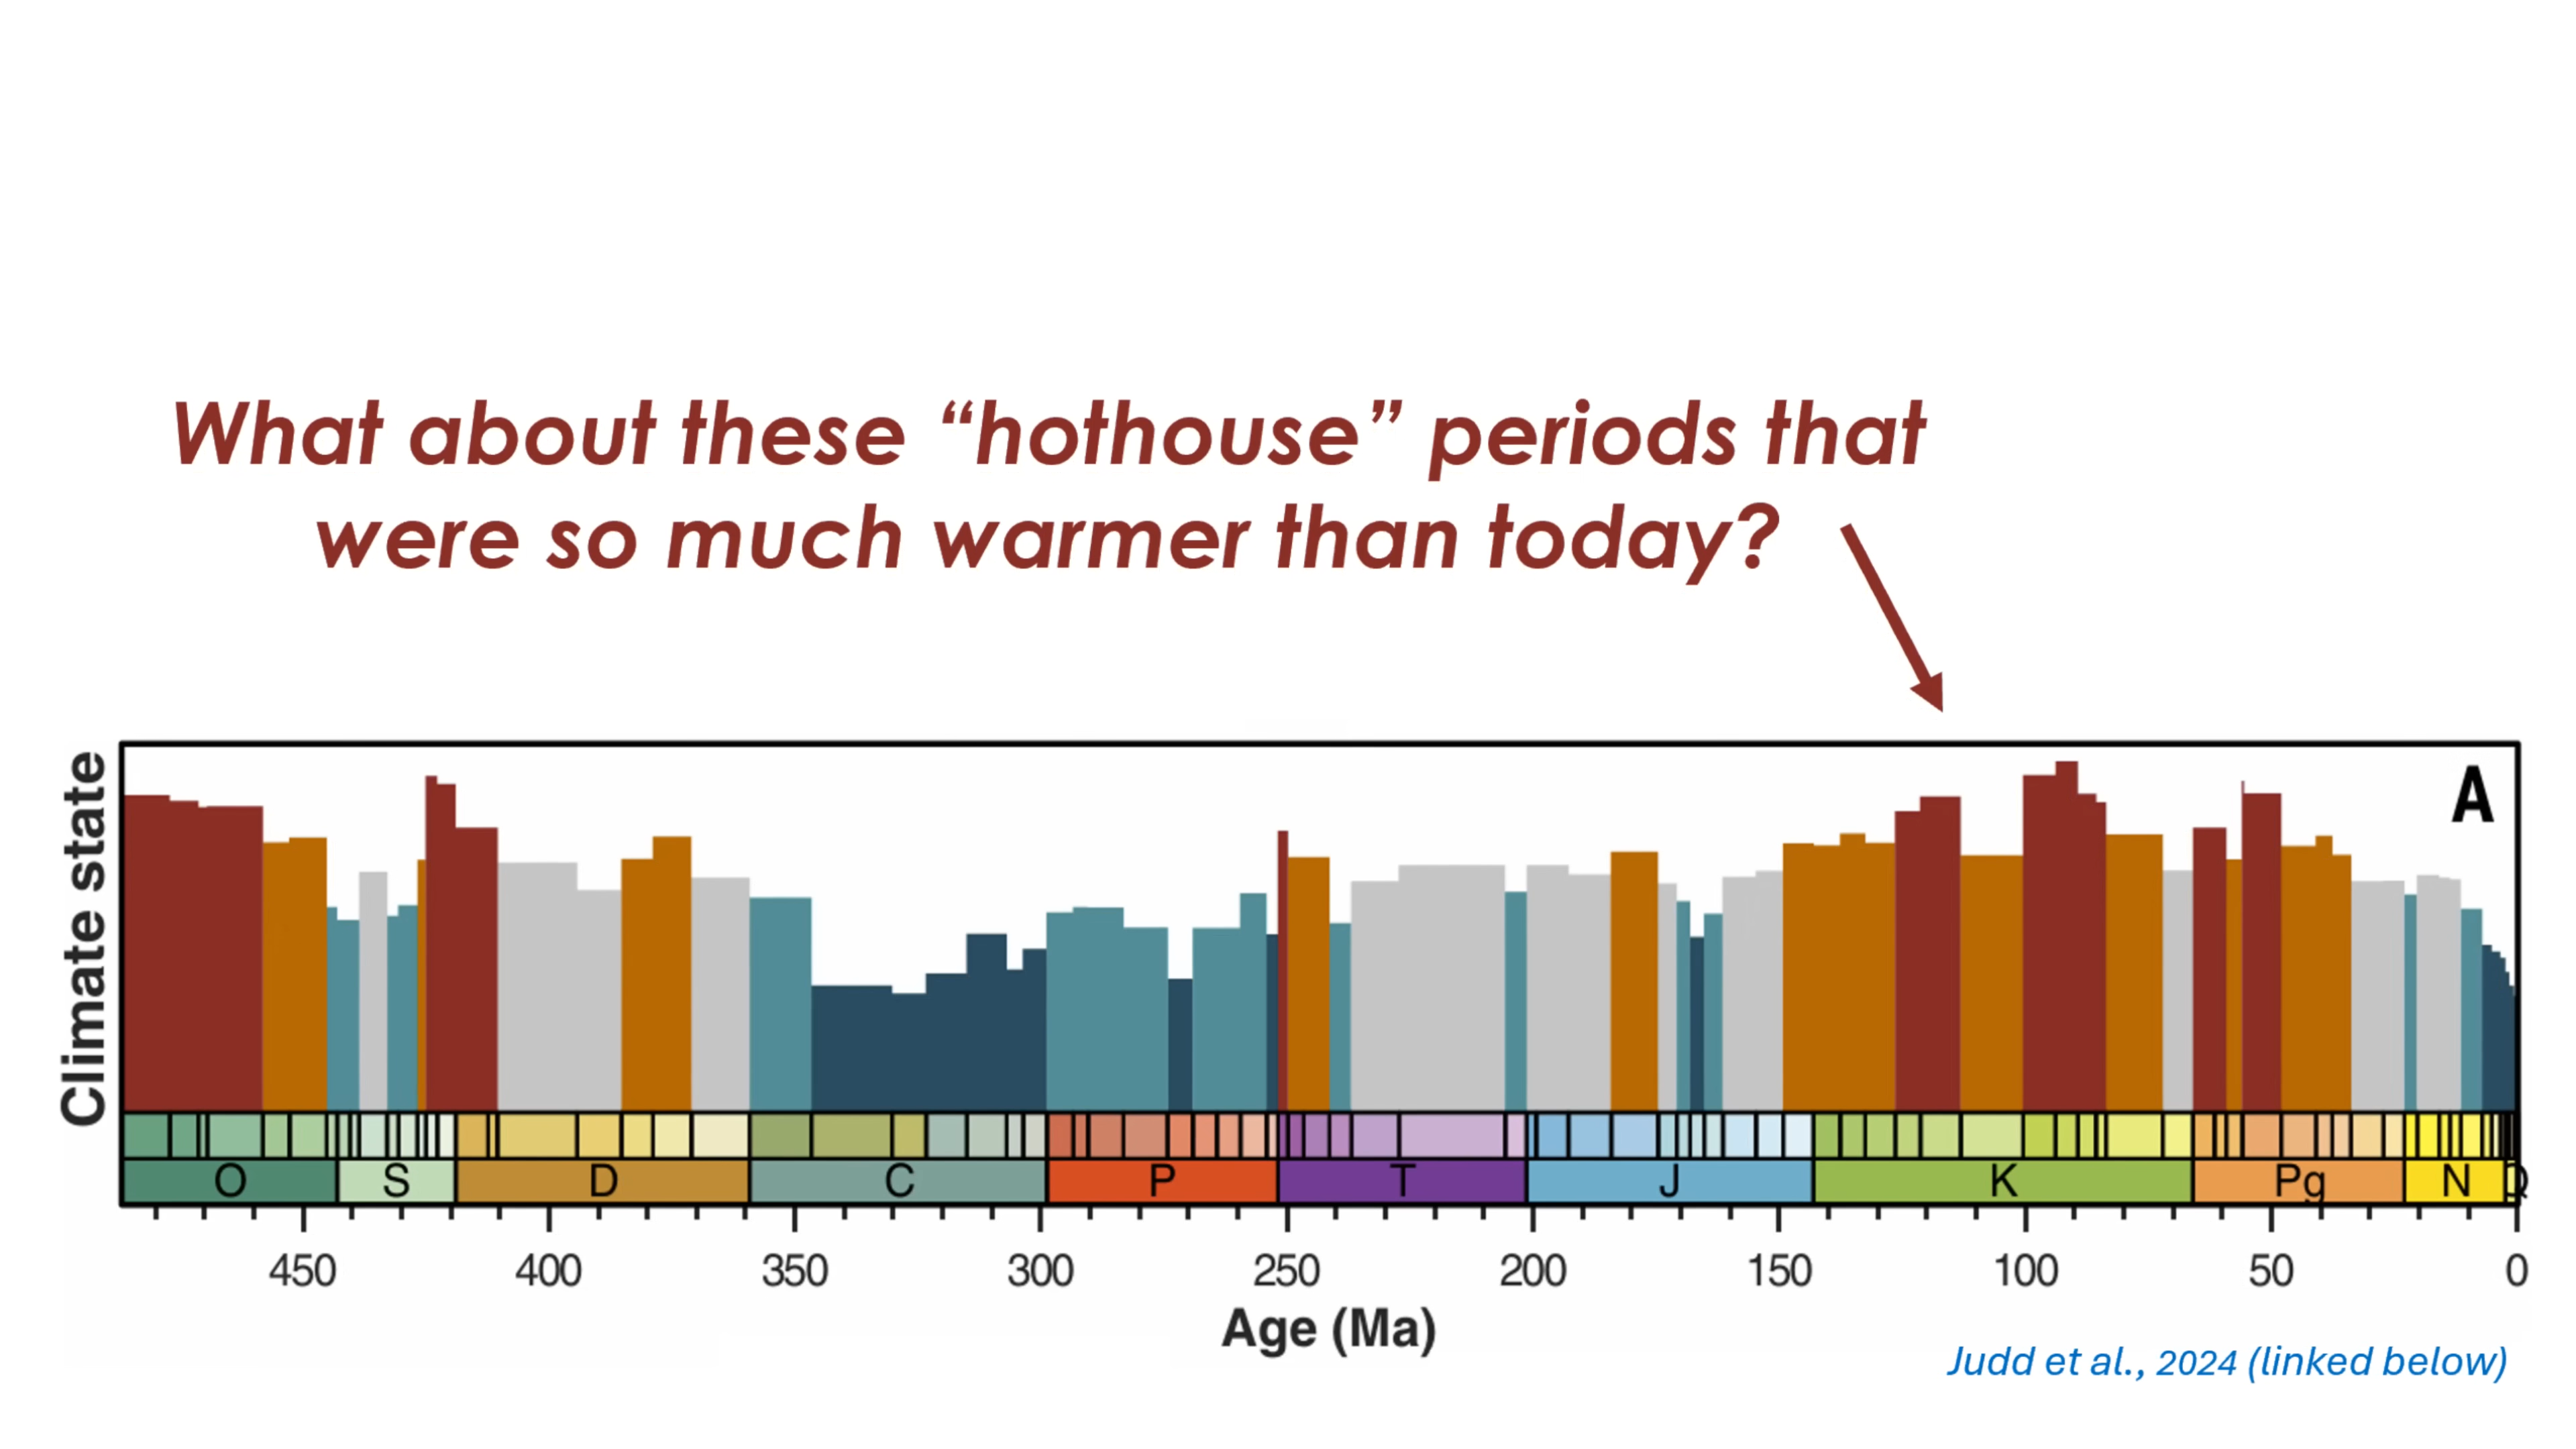 What about these “hothouse” periods that
were so much warmer than today?
Climate state
A
O S D C P T J K Pg N Q
450 400 350 300 250 200 150 100 50 0
Age (Ma)
Judd et al., 2024 (linked below)